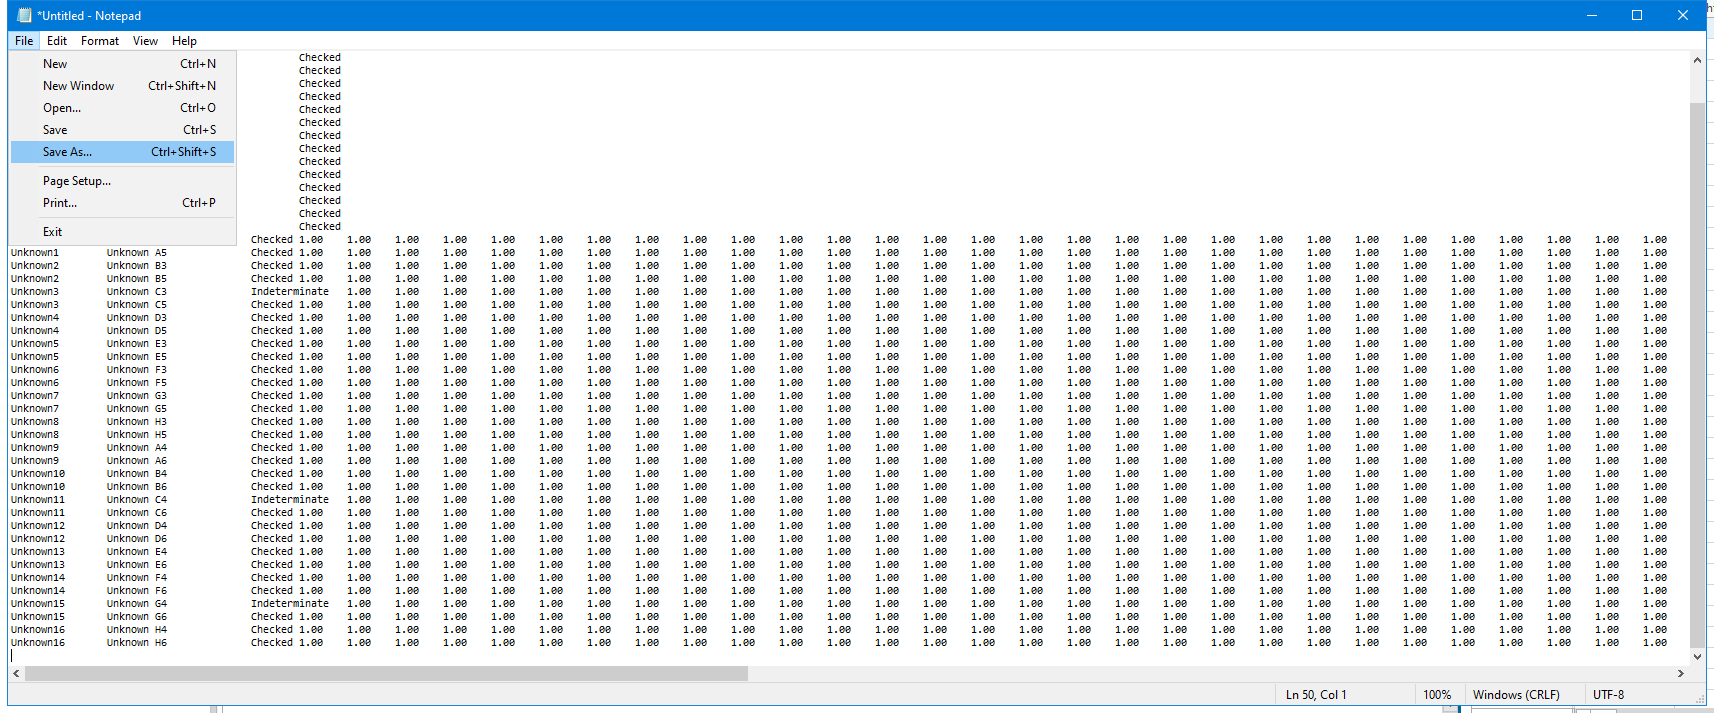 *Untitled - Notepad
File Edit Format View Help
New Ctrl+N
New Window Ctrl+Shift+N
Open... Ctrl+O
Save Ctrl+S
Save As... Ctrl+Shift+S
Page Setup...
Print... Ctrl+P
Exit
Checked
Checked
Checked
Checked
Checked
Checked
Checked
Checked
Checked
Checked
Checked
Checked
Checked
Checked
Checked 1.00 1.00 1.00 1.00 1.00 1.00 1.00 1.00 1.00 1.00 1.00 1.00 1.00 1.00 1.00 1.00 1.00 1.00 1.00 1.00 1.00 1.00 1.00 1.00 1.00 1.00 1.00 1.00 1.00
Unknown1 Unknown A5 Checked 1.00 1.00 1.00 1.00 1.00 1.00 1.00 1.00 1.00 1.00 1.00 1.00 1.00 1.00 1.00 1.00 1.00 1.00 1.00 1.00 1.00 1.00 1.00 1.00 1.00 1.00 1.00 1.00 1.00
Unknown2 Unknown B3 Checked 1.00 1.00 1.00 1.00 1.00 1.00 1.00 1.00 1.00 1.00 1.00 1.00 1.00 1.00 1.00 1.00 1.00 1.00 1.00 1.00 1.00 1.00 1.00 1.00 1.00 1.00 1.00 1.00 1.00
Unknown2 Unknown B5 Checked 1.00 1.00 1.00 1.00 1.00 1.00 1.00 1.00 1.00 1.00 1.00 1.00 1.00 1.00 1.00 1.00 1.00 1.00 1.00 1.00 1.00 1.00 1.00 1.00 1.00 1.00 1.00 1.00 1.00
Unknown3 Unknown C3 Indeterminate 1.00 1.00 1.00 1.00 1.00 1.00 1.00 1.00 1.00 1.00 1.00 1.00 1.00 1.00 1.00 1.00 1.00 1.00 1.00 1.00 1.00 1.00 1.00 1.00 1.00 1.00 1.00 1.00
Unknown3 Unknown C5 Checked 1.00 1.00 1.00 1.00 1.00 1.00 1.00 1.00 1.00 1.00 1.00 1.00 1.00 1.00 1.00 1.00 1.00 1.00 1.00 1.00 1.00 1.00 1.00 1.00 1.00 1.00 1.00 1.00 1.00
Unknown4 Unknown D3 Checked 1.00 1.00 1.00 1.00 1.00 1.00 1.00 1.00 1.00 1.00 1.00 1.00 1.00 1.00 1.00 1.00 1.00 1.00 1.00 1.00 1.00 1.00 1.00 1.00 1.00 1.00 1.00 1.00 1.00
Unknown4 Unknown D5 Checked 1.00 1.00 1.00 1.00 1.00 1.00 1.00 1.00 1.00 1.00 1.00 1.00 1.00 1.00 1.00 1.00 1.00 1.00 1.00 1.00 1.00 1.00 1.00 1.00 1.00 1.00 1.00 1.00 1.00
Unknown5 Unknown E3 Checked 1.00 1.00 1.00 1.00 1.00 1.00 1.00 1.00 1.00 1.00 1.00 1.00 1.00 1.00 1.00 1.00 1.00 1.00 1.00 1.00 1.00 1.00 1.00 1.00 1.00 1.00 1.00 1.00 1.00
Unknown5 Unknown E5 Checked 1.00 1.00 1.00 1.00 1.00 1.00 1.00 1.00 1.00 1.00 1.00 1.00 1.00 1.00 1.00 1.00 1.00 1.00 1.00 1.00 1.00 1.00 1.00 1.00 1.00 1.00 1.00 1.00 1.00
Unknown6 Unknown F3 Checked 1.00 1.00 1.00 1.00 1.00 1.00 1.00 1.00 1.00 1.00 1.00 1.00 1.00 1.00 1.00 1.00 1.00 1.00 1.00 1.00 1.00 1.00 1.00 1.00 1.00 1.00 1.00 1.00 1.00
Unknown6 Unknown F5 Checked 1.00 1.00 1.00 1.00 1.00 1.00 1.00 1.00 1.00 1.00 1.00 1.00 1.00 1.00 1.00 1.00 1.00 1.00 1.00 1.00 1.00 1.00 1.00 1.00 1.00 1.00 1.00 1.00 1.00
Unknown7 Unknown G3 Checked 1.00 1.00 1.00 1.00 1.00 1.00 1.00 1.00 1.00 1.00 1.00 1.00 1.00 1.00 1.00 1.00 1.00 1.00 1.00 1.00 1.00 1.00 1.00 1.00 1.00 1.00 1.00 1.00 1.00
Unknown7 Unknown G5 Checked 1.00 1.00 1.00 1.00 1.00 1.00 1.00 1.00 1.00 1.00 1.00 1.00 1.00 1.00 1.00 1.00 1.00 1.00 1.00 1.00 1.00 1.00 1.00 1.00 1.00 1.00 1.00 1.00 1.00
Unknown8 Unknown H3 Checked 1.00 1.00 1.00 1.00 1.00 1.00 1.00 1.00 1.00 1.00 1.00 1.00 1.00 1.00 1.00 1.00 1.00 1.00 1.00 1.00 1.00 1.00 1.00 1.00 1.00 1.00 1.00 1.00 1.00
Unknown8 Unknown H5 Checked 1.00 1.00 1.00 1.00 1.00 1.00 1.00 1.00 1.00 1.00 1.00 1.00 1.00 1.00 1.00 1.00 1.00 1.00 1.00 1.00 1.00 1.00 1.00 1.00 1.00 1.00 1.00 1.00 1.00
Unknown9 Unknown A4 Checked 1.00 1.00 1.00 1.00 1.00 1.00 1.00 1.00 1.00 1.00 1.00 1.00 1.00 1.00 1.00 1.00 1.00 1.00 1.00 1.00 1.00 1.00 1.00 1.00 1.00 1.00 1.00 1.00 1.00
Unknown9 Unknown A6 Checked 1.00 1.00 1.00 1.00 1.00 1.00 1.00 1.00 1.00 1.00 1.00 1.00 1.00 1.00 1.00 1.00 1.00 1.00 1.00 1.00 1.00 1.00 1.00 1.00 1.00 1.00 1.00 1.00 1.00
Unknown10 Unknown B4 Checked 1.00 1.00 1.00 1.00 1.00 1.00 1.00 1.00 1.00 1.00 1.00 1.00 1.00 1.00 1.00 1.00 1.00 1.00 1.00 1.00 1.00 1.00 1.00 1.00 1.00 1.00 1.00 1.00 1.00
Unknown10 Unknown B6 Checked 1.00 1.00 1.00 1.00 1.00 1.00 1.00 1.00 1.00 1.00 1.00 1.00 1.00 1.00 1.00 1.00 1.00 1.00 1.00 1.00 1.00 1.00 1.00 1.00 1.00 1.00 1.00 1.00 1.00
Unknown11 Unknown C4 Indeterminate 1.00 1.00 1.00 1.00 1.00 1.00 1.00 1.00 1.00 1.00 1.00 1.00 1.00 1.00 1.00 1.00 1.00 1.00 1.00 1.00 1.00 1.00 1.00 1.00 1.00 1.00 1.00 1.00
Unknown11 Unknown C6 Checked 1.00 1.00 1.00 1.00 1.00 1.00 1.00 1.00 1.00 1.00 1.00 1.00 1.00 1.00 1.00 1.00 1.00 1.00 1.00 1.00 1.00 1.00 1.00 1.00 1.00 1.00 1.00 1.00 1.00
Unknown12 Unknown D4 Checked 1.00 1.00 1.00 1.00 1.00 1.00 1.00 1.00 1.00 1.00 1.00 1.00 1.00 1.00 1.00 1.00 1.00 1.00 1.00 1.00 1.00 1.00 1.00 1.00 1.00 1.00 1.00 1.00 1.00
Unknown12 Unknown D6 Checked 1.00 1.00 1.00 1.00 1.00 1.00 1.00 1.00 1.00 1.00 1.00 1.00 1.00 1.00 1.00 1.00 1.00 1.00 1.00 1.00 1.00 1.00 1.00 1.00 1.00 1.00 1.00 1.00 1.00
Unknown13 Unknown E4 Checked 1.00 1.00 1.00 1.00 1.00 1.00 1.00 1.00 1.00 1.00 1.00 1.00 1.00 1.00 1.00 1.00 1.00 1.00 1.00 1.00 1.00 1.00 1.00 1.00 1.00 1.00 1.00 1.00 1.00
Unknown13 Unknown E6 Checked 1.00 1.00 1.00 1.00 1.00 1.00 1.00 1.00 1.00 1.00 1.00 1.00 1.00 1.00 1.00 1.00 1.00 1.00 1.00 1.00 1.00 1.00 1.00 1.00 1.00 1.00 1.00 1.00 1.00
Unknown14 Unknown F4 Checked 1.00 1.00 1.00 1.00 1.00 1.00 1.00 1.00 1.00 1.00 1.00 1.00 1.00 1.00 1.00 1.00 1.00 1.00 1.00 1.00 1.00 1.00 1.00 1.00 1.00 1.00 1.00 1.00 1.00
Unknown14 Unknown F6 Checked 1.00 1.00 1.00 1.00 1.00 1.00 1.00 1.00 1.00 1.00 1.00 1.00 1.00 1.00 1.00 1.00 1.00 1.00 1.00 1.00 1.00 1.00 1.00 1.00 1.00 1.00 1.00 1.00 1.00
Unknown15 Unknown G4 Indeterminate 1.00 1.00 1.00 1.00 1.00 1.00 1.00 1.00 1.00 1.00 1.00 1.00 1.00 1.00 1.00 1.00 1.00 1.00 1.00 1.00 1.00 1.00 1.00 1.00 1.00 1.00 1.00 1.00
Unknown15 Unknown G6 Checked 1.00 1.00 1.00 1.00 1.00 1.00 1.00 1.00 1.00 1.00 1.00 1.00 1.00 1.00 1.00 1.00 1.00 1.00 1.00 1.00 1.00 1.00 1.00 1.00 1.00 1.00 1.00 1.00 1.00
Unknown16 Unknown H4 Checked 1.00 1.00 1.00 1.00 1.00 1.00 1.00 1.00 1.00 1.00 1.00 1.00 1.00 1.00 1.00 1.00 1.00 1.00 1.00 1.00 1.00 1.00 1.00 1.00 1.00 1.00 1.00 1.00 1.00
Unknown16 Unknown H6 Checked 1.00 1.00 1.00 1.00 1.00 1.00 1.00 1.00 1.00 1.00 1.00 1.00 1.00 1.00 1.00 1.00 1.00 1.00 1.00 1.00 1.00 1.00 1.00 1.00 1.00 1.00 1.00 1.00 1.00
Ln 50, Col 1 100% Windows (CRLF) UTF-8